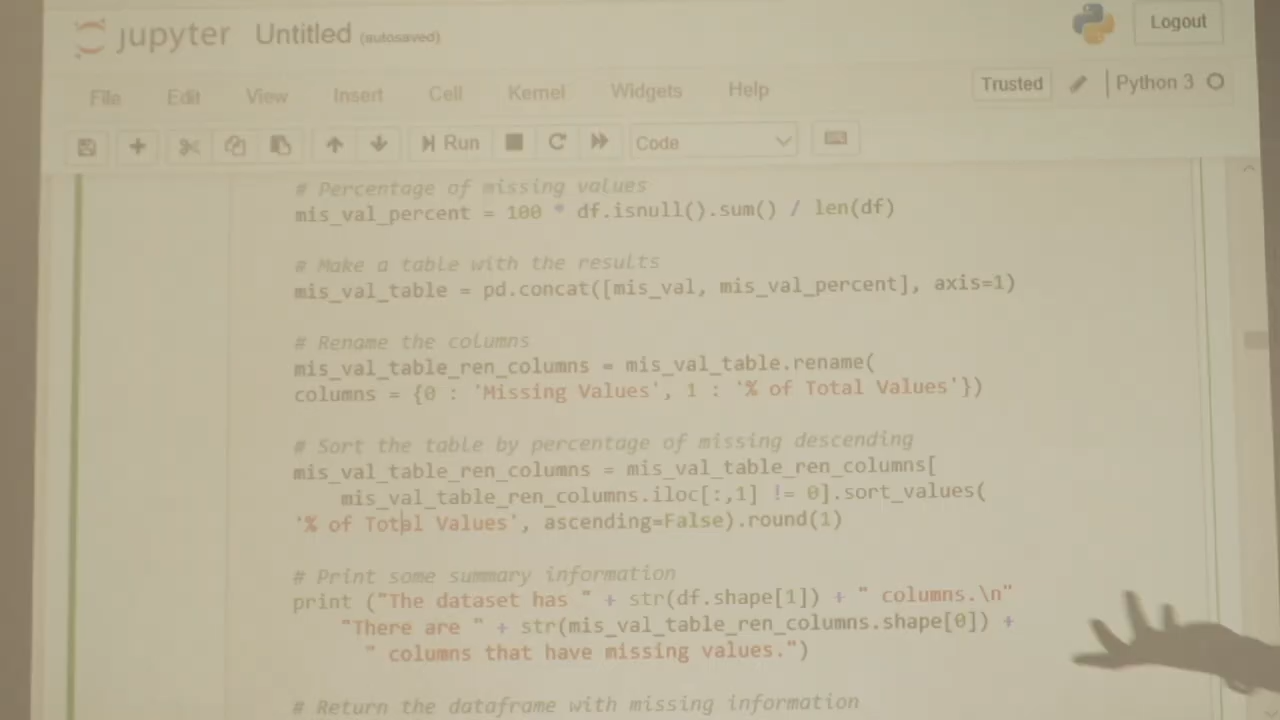 jupyter Untitled (autosaved) Logout
File Edit View Insert Cell Kernel Widgets Help Trusted Python 3
Run Code
# Percentage of missing values
mis_val_percent = 100 * df.isnull().sum() / len(df)
# Make a table with the results
mis_val_table = pd.concat([mis_val, mis_val_percent], axis=1)
# Rename the columns
mis_val_table_ren_columns = mis_val_table.rename(
columns = {0 : 'Missing Values', 1 : '% of Total Values'})
# Sort the table by percentage of missing descending
mis_val_table_ren_columns = mis_val_table_ren_columns[
mis_val_table_ren_columns.iloc[:,1] != 0].sort_values(
'% of Total Values', ascending=False).round(1)
# Print some summary information
print ("The dataset has " + str(df.shape[1]) + " columns.\n"
"There are " + str(mis_val_table_ren_columns.shape[0]) +
" columns that have missing values.")
# Return the dataframe with missing information